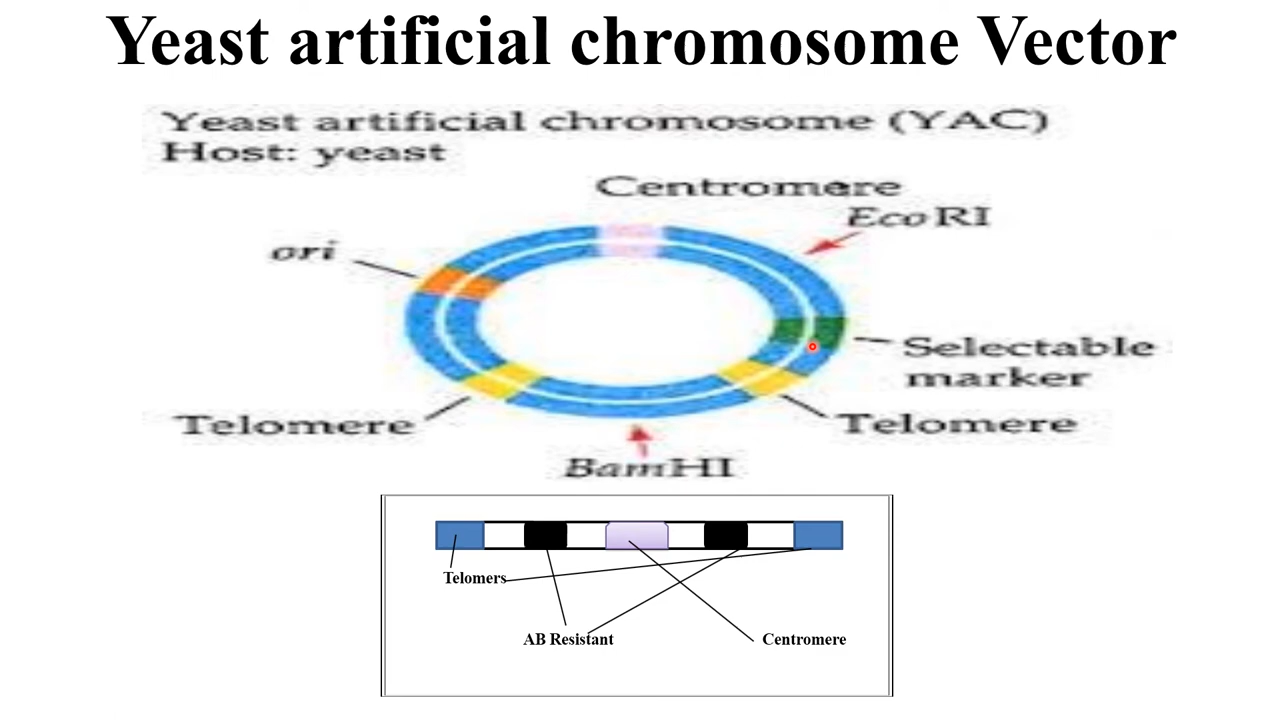 Yeast artificial chromosome Vector
Yeast artificial chromosome (YAC)
Host: yeast
Centromere
EcoRI
ori
Selectable
marker
Telomere
Telomere
BamHI
Telomers
AB Resistant
Centromere